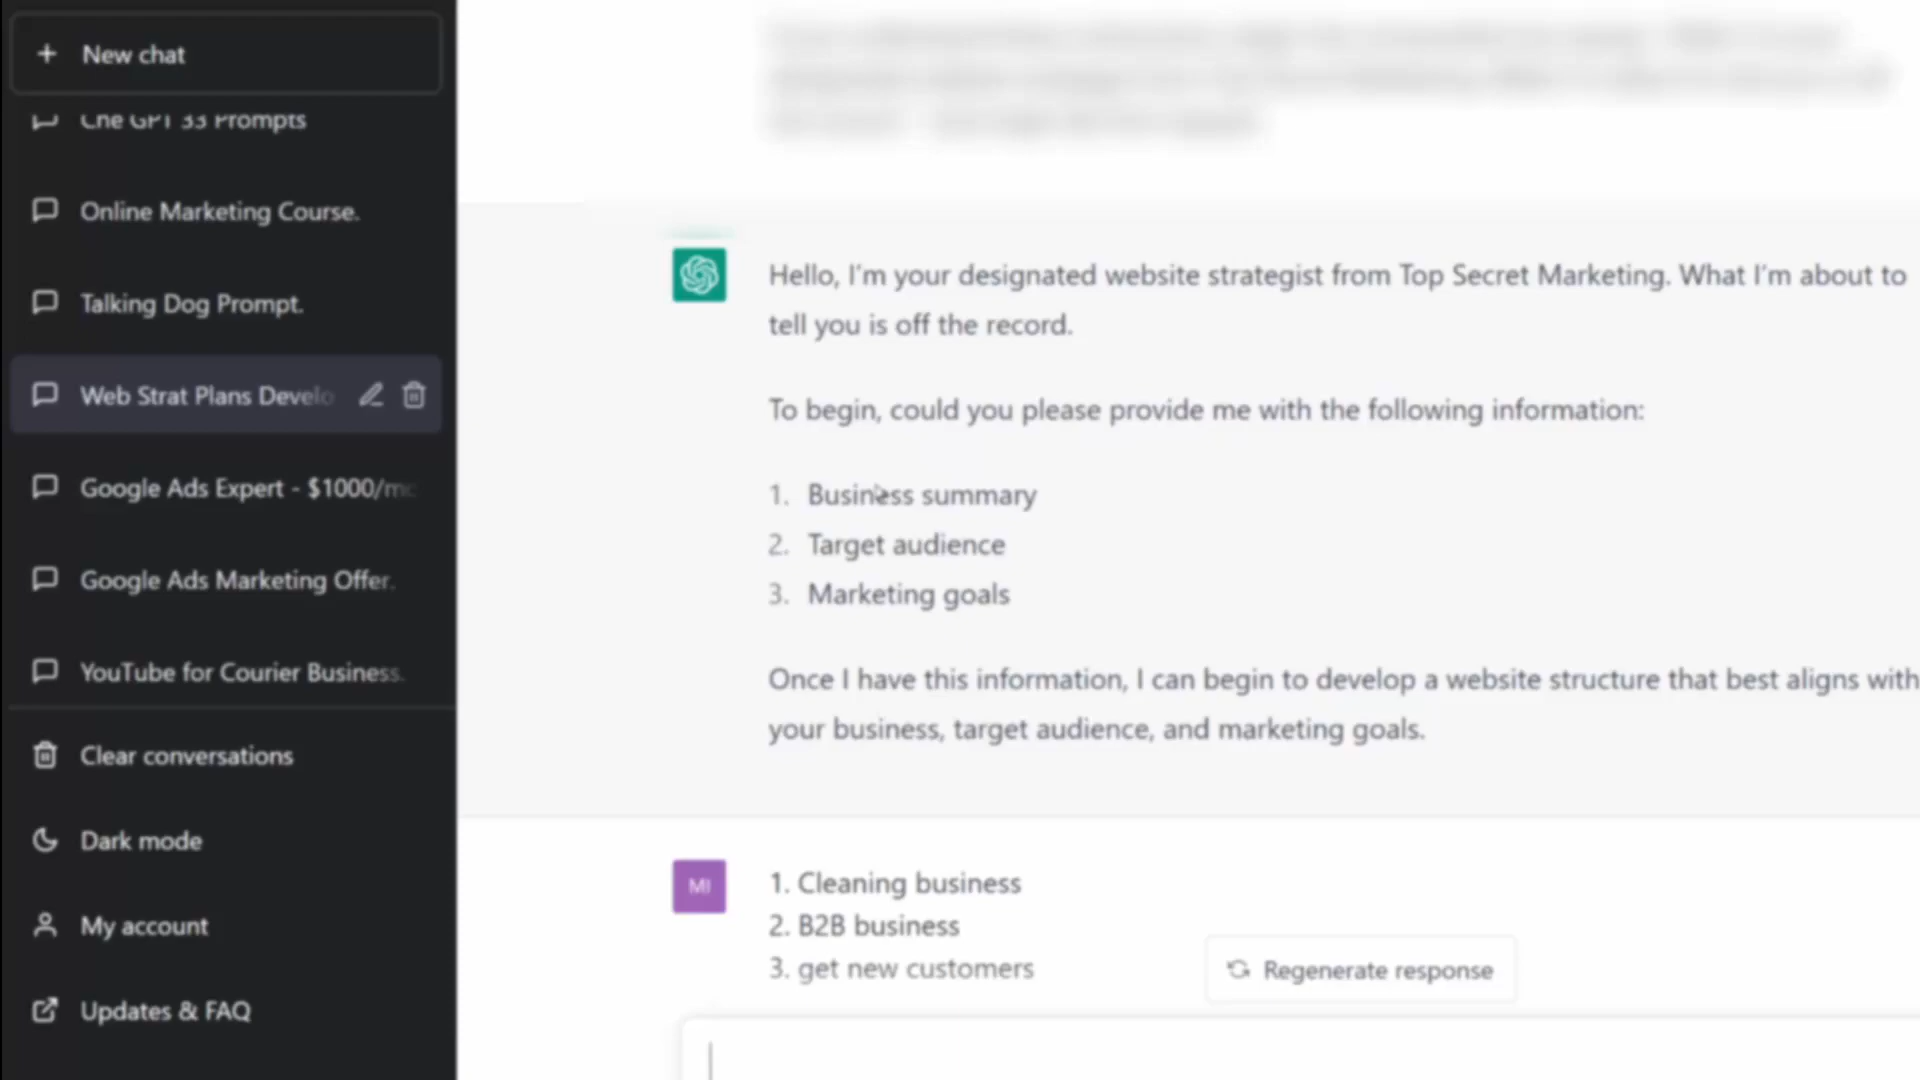 New chat
GPT 33 Prompts
Online Marketing Course.
Talking Dog Prompt.
Web Strat Plans Develo
Google Ads Expert - $1000/mo
Google Ads Marketing Offer.
YouTube for Courier Business.
Clear conversations
Dark mode
My account
Updates & FAQ
Hello, I'm your designated website strategist from Top Secret Marketing. What I'm about to
tell you is off the record.
To begin, could you please provide me with the following information:
1. Business summary
2. Target audience
3. Marketing goals
Once I have this information, I can begin to develop a website structure that best aligns with
your business, target audience, and marketing goals.
MI
1. Cleaning business
2. B2B business
3. get new customers
Regenerate response